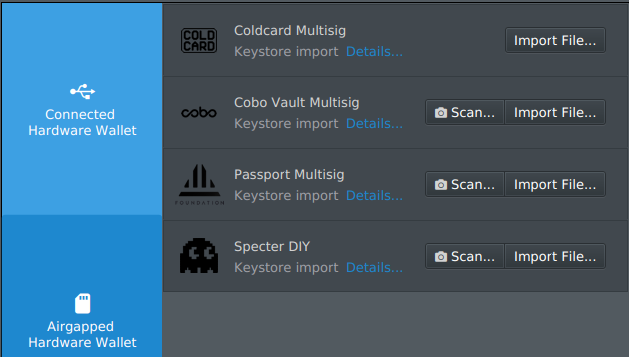 Connected
Hardware Wallet
Airgapped
Hardware Wallet
COLD
CARD
Coldcard Multisig
Keystore import Details...
Import File...
cobo
Cobo Vault Multisig
Keystore import Details...
Scan... Import File...
FOUNDATION
Passport Multisig
Keystore import Details...
Scan... Import File...
Specter DIY
Keystore import Details...
Scan... Import File...